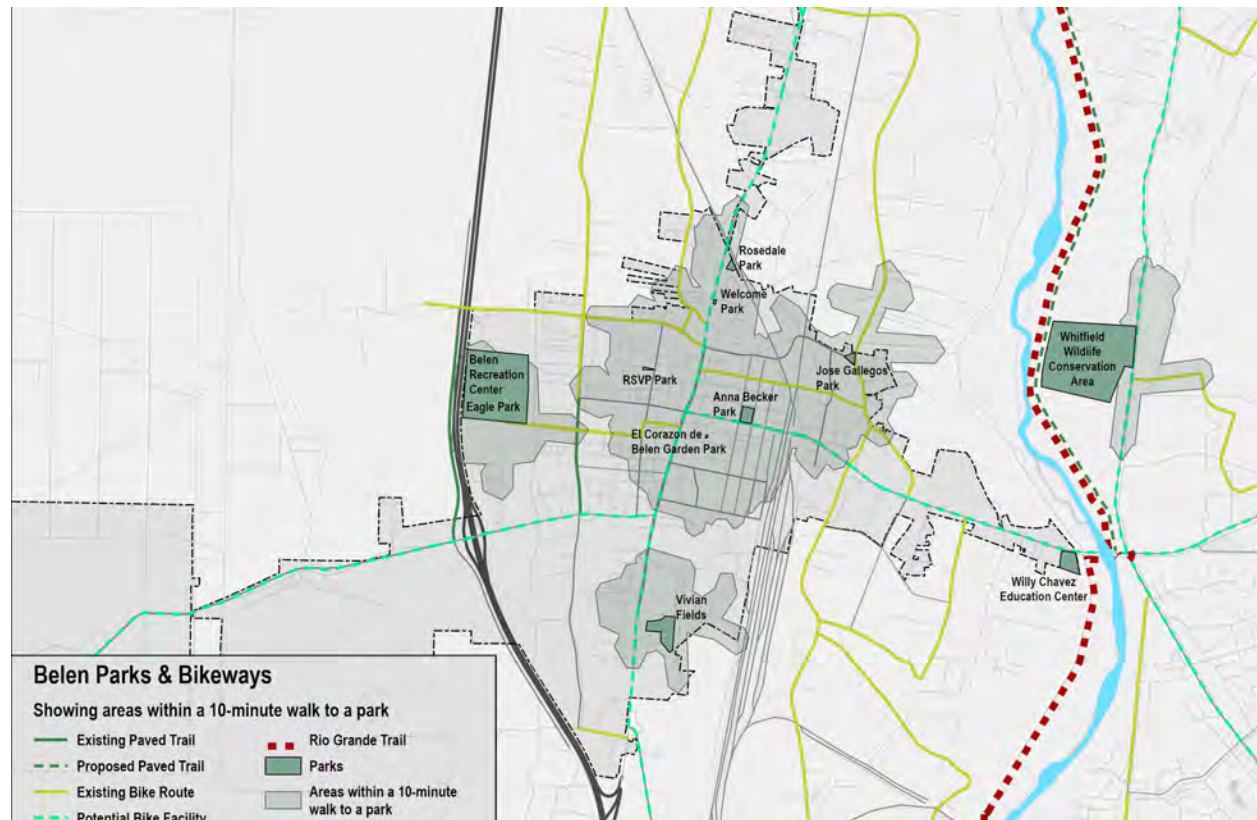 Rosedale
Park
Welcome
Park
Belen
Recreation
Center
Eagle Park
RSVP Park
Jose Gallegos
Park
Anna Becker
Park
El Corazon de
Belen Garden Park
Whitfield
Wildlife
Conservation
Area
Willy Chavez
Education Center
Vivian
Fields
Belen Parks & Bikeways
Showing areas within a 10-minute walk to a park
Existing Paved Trail
Proposed Paved Trail
Existing Bike Route
Potential Bike Facility
Rio Grande Trail
Parks
Areas within a 10-minute
walk to a park